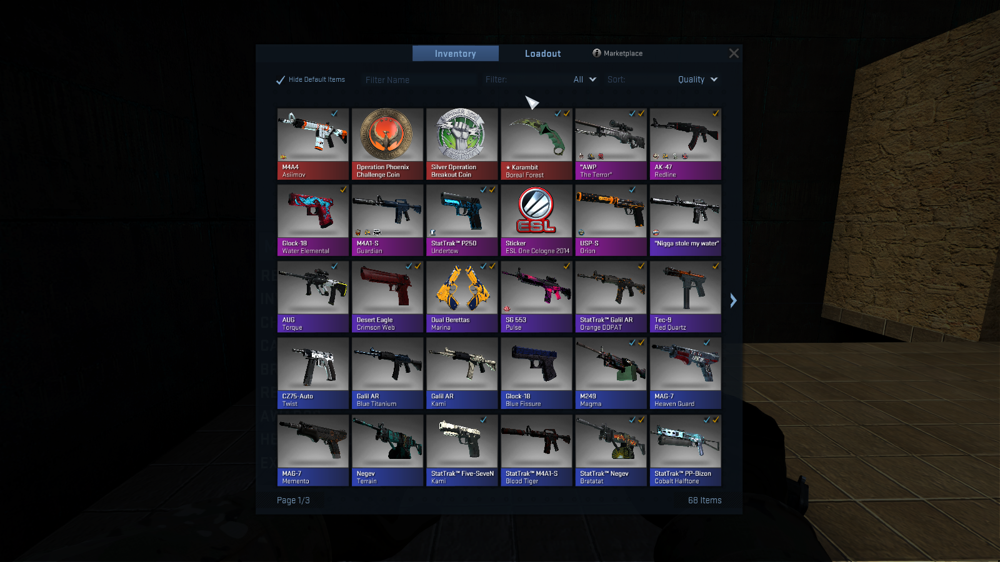 Inventory
Loadout
Marketplace
Hide Default Items
Filter Name
Filter:
All
Sort:
Quality
M4A4
Asiimov
Operation Phoenix
Challenge Coin
Silver Operation
Breakout Coin
★ Karambit
Boreal Forest
"AWP
The Terror"
AK-47
Redline
Glock-18
Water Elemental
M4A1-S
Guardian
StatTrak™ P250
Undertow
ESL
Sticker
ESL One Cologne 2014
USP-S
Orion
"Nigga stole my water"
AUG
Torque
Desert Eagle
Crimson Web
Dual Berettas
Marina
SG 553
Pulse
StatTrak™ Galil AR
Orange DDPAT
Tec-9
Red Quartz
CZ75-Auto
Twist
Galil AR
Blue Titanium
Galil AR
Kami
Glock-18
Blue Fissure
M249
Magma
MAG-7
Heaven Guard
MAG-7
Memento
Negev
Terrain
StatTrak™ Five-SeveN
Kami
StatTrak™ M4A1-S
Blood Tiger
StatTrak™ Negev
Bratatat
StatTrak™ PP-Bizon
Cobalt Halftone
Page 1/3
68 Items